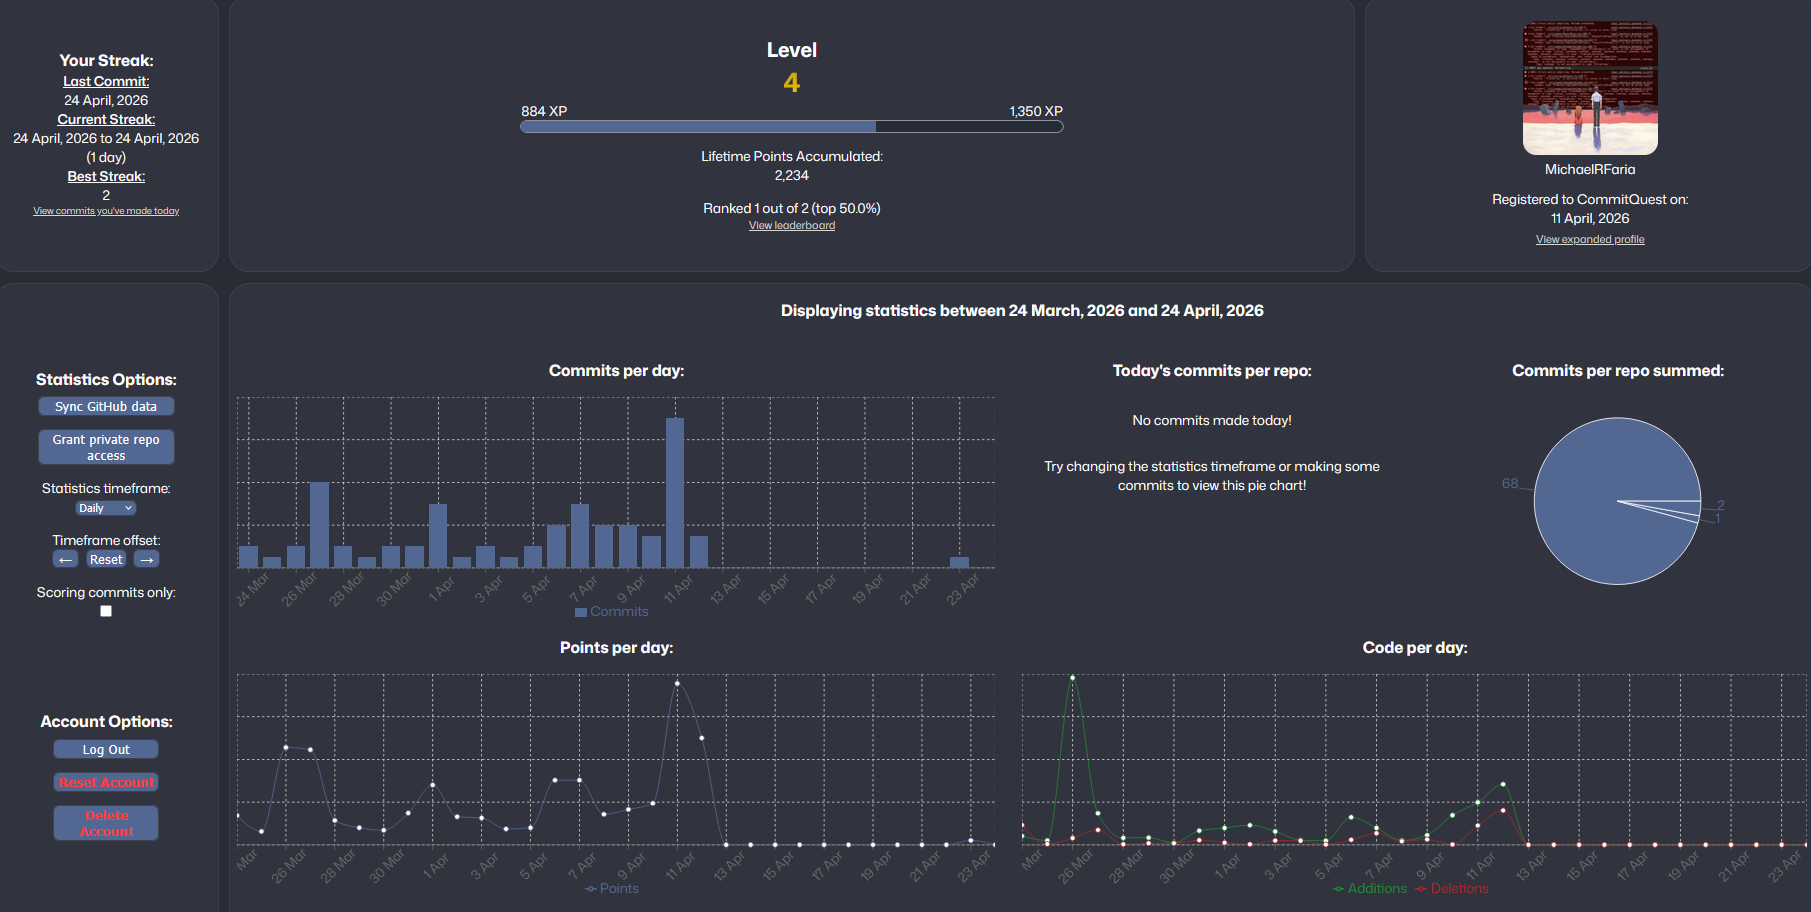 Your Streak:
Last Commit:
24 April, 2026
Current Streak:
24 April, 2026 to 24 April, 2026
(1 day)
Best Streak:
2
View commits you've made today
Level
4
884 XP
1,350 XP
Lifetime Points Accumulated:
2,234
Ranked 1 out of 2 (top 50.0%)
View leaderboard
MichaelRFaria
Registered to CommitQuest on:
11 April, 2026
View expanded profile
Statistics Options:
Sync GitHub data
Grant private repo
access
Statistics timeframe:
Daily
Timeframe offset:
← Reset →
Scoring commits only:
Account Options:
Log Out
Reset Account
Delete
Account
Displaying statistics between 24 March, 2026 and 24 April, 2026
Commits per day:
24 Mar 26 Mar 28 Mar 30 Mar 1 Apr 3 Apr 5 Apr 7 Apr 9 Apr 11 Apr 13 Apr 15 Apr 17 Apr 19 Apr 21 Apr 23 Apr
Commits
Today's commits per repo:
No commits made today!
Try changing the statistics timeframe or making some
commits to view this pie chart!
Commits per repo summed:
68
2
1
Points per day:
Mar 26 Mar 28 Mar 30 Mar 1 Apr 3 Apr 5 Apr 7 Apr 9 Apr 11 Apr 13 Apr 15 Apr 17 Apr 19 Apr 21 Apr 23 Apr
Points
Code per day:
Mar 26 Mar 28 Mar 30 Mar 1 Apr 3 Apr 5 Apr 7 Apr 9 Apr 11 Apr 13 Apr 15 Apr 17 Apr 19 Apr 21 Apr 23 Apr
Additions Deletions